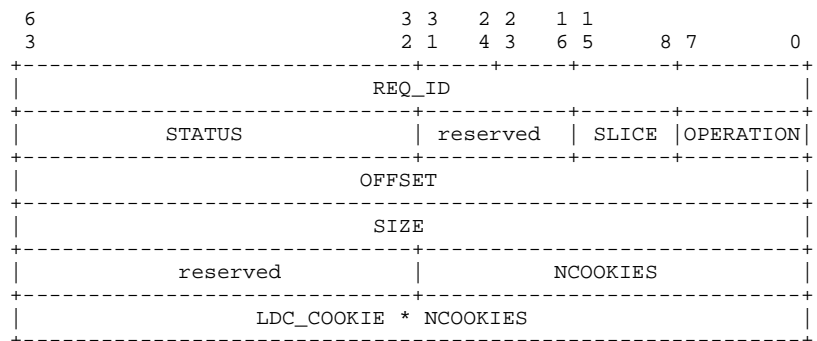 6 3 3 2 2 1 1
3 2 1 4 3 6 5 8 7 0
REQ_ID
STATUS reserved SLICE OPERATION
OFFSET
SIZE
reserved NCOOKIES
LDC_COOKIE * NCOOKIES